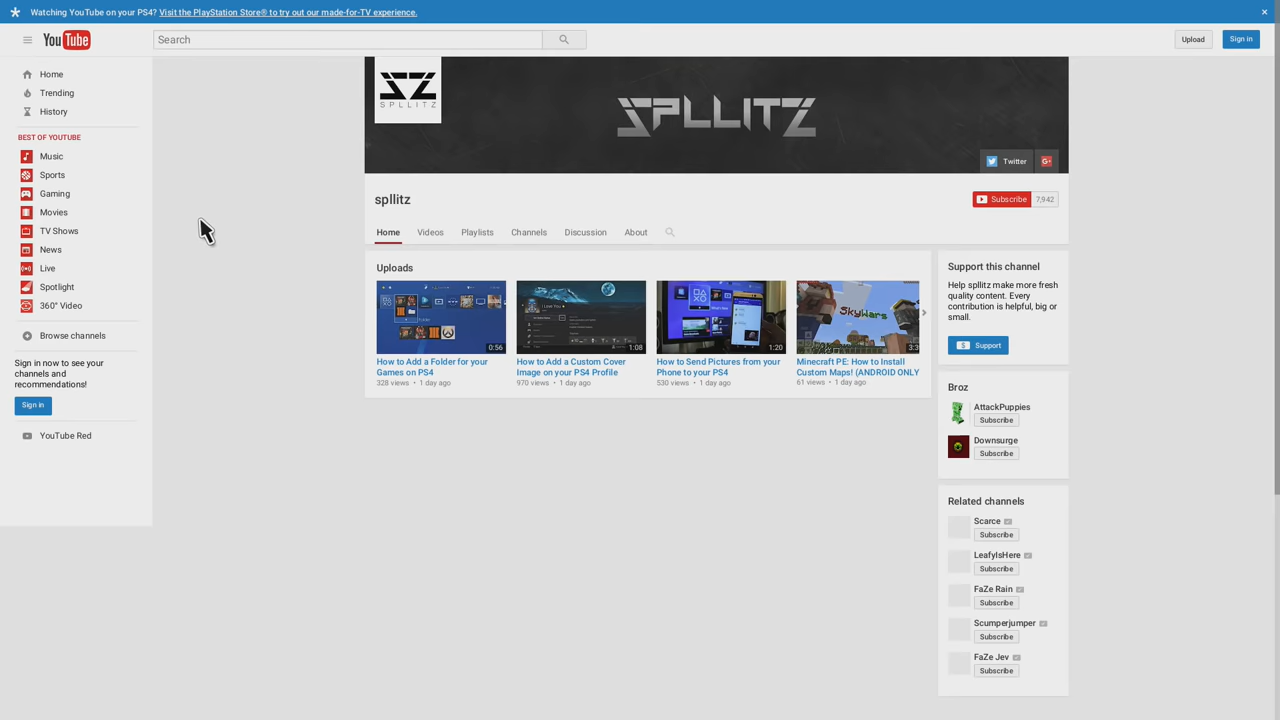 Watching YouTube on your PS4? Visit the PlayStation Store® to try out our made-for-TV experience.
YouTube
Search
Upload
Sign in
Home
Trending
History
BEST OF YOUTUBE
Music
Sports
Gaming
Movies
TV Shows
News
Live
Spotlight
360° Video
Browse channels
Sign in now to see your
channels and
recommendations!
Sign in
YouTube Red
SZ
SPLLITZ
SPLLITZ
Twitter
G+
spllitz
Subscribe 7,942
Home Videos Playlists Channels Discussion About
Uploads
0:56
How to Add a Folder for your
Games on PS4
328 views • 1 day ago
1:08
How to Add a Custom Cover
Image on your PS4 Profile
970 views • 1 day ago
1:20
How to Send Pictures from your
Phone to your PS4
530 views • 1 day ago
SkyWars
3:3
Minecraft PE: How to Install
Custom Maps! (ANDROID ONLY
61 views • 1 day ago
Support this channel
Help spllitz make more fresh
quality content. Every
contribution is helpful, big or
small.
$ Support
Broz
AttackPuppies
Subscribe
Downsurge
Subscribe
Related channels
Scarce
Subscribe
LeafyIsHere
Subscribe
FaZe Rain
Subscribe
Scumperjumper
Subscribe
FaZe Jev
Subscribe